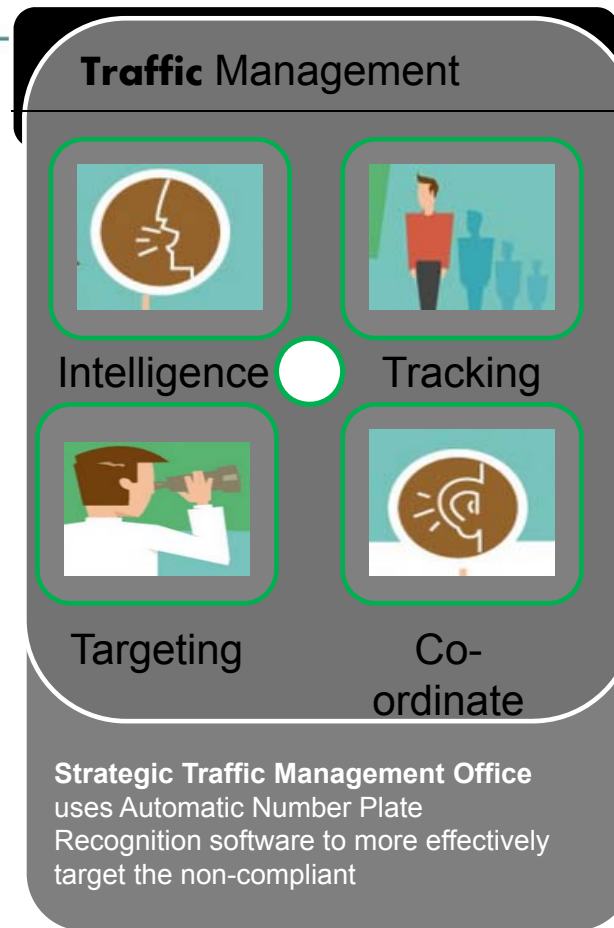 Traffic Management
Intelligence
Tracking
Targeting
Co-
ordinate
Strategic Traffic Management Office
uses Automatic Number Plate
Recognition software to more effectively
target the non-compliant